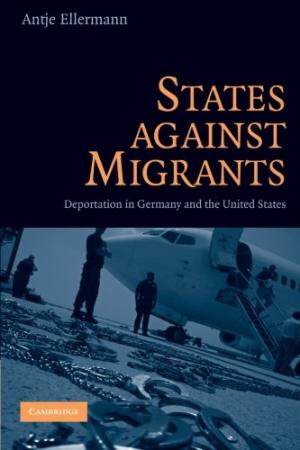 Antje Ellermann
STATES
AGAINST
MIGRANTS
Deportation in Germany and the United States
CAMBRIDGE